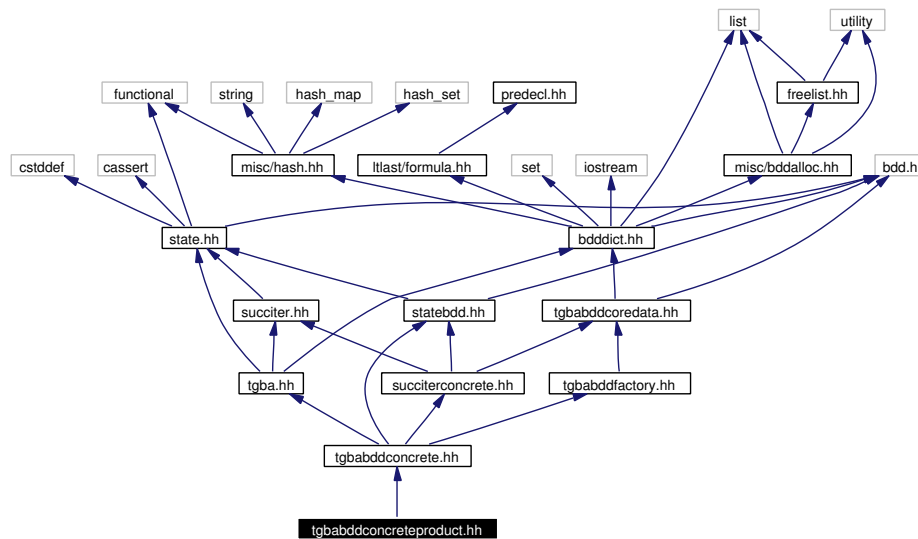 list
utility
functional
string
hash_map
hash_set
predecl.hh
freelist.hh
cstddef
cassert
misc/hash.hh
ltlast/formula.hh
set
iostream
misc/bddalloc.hh
bdd.h
state.hh
bdddict.hh
succiter.hh
statebdd.hh
tgbabddcoredata.hh
tgba.hh
succiterconcrete.hh
tgbabddfactory.hh
tgbabddconcrete.hh
tgbabddconcreteproduct.hh